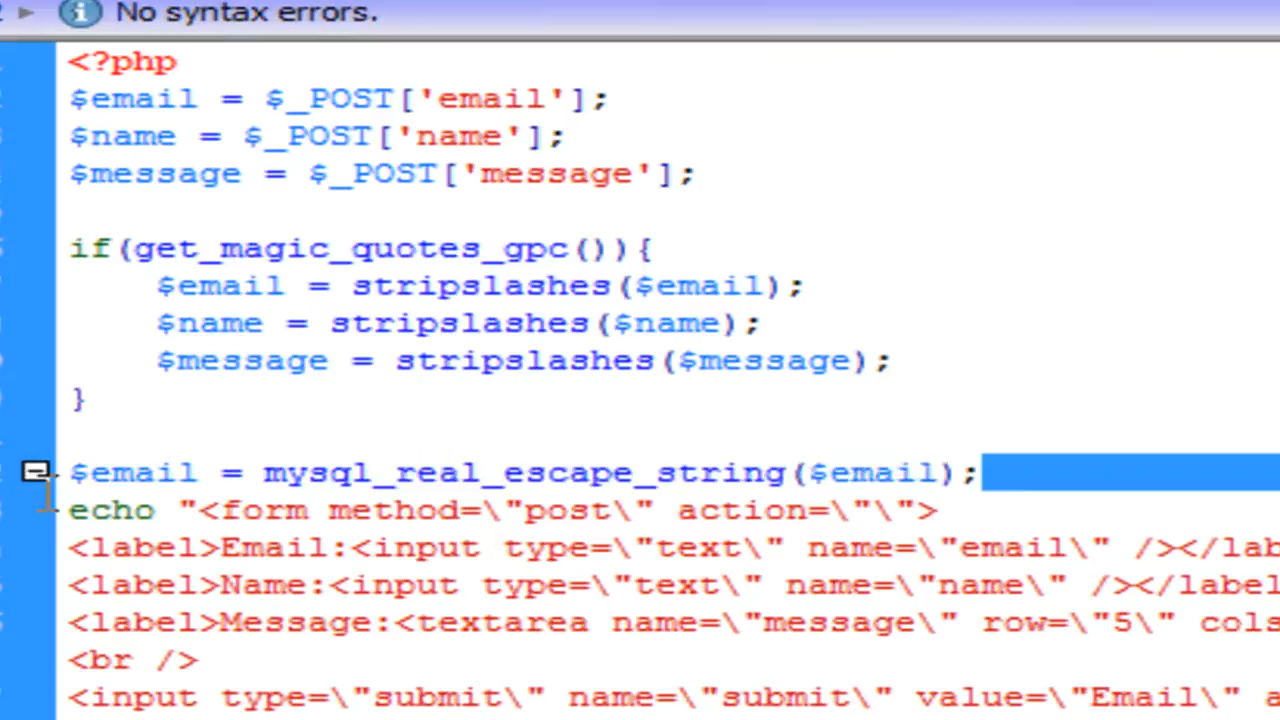 No syntax errors.
<?php
$email = $_POST['email'];
$name = $_POST['name'];
$message = $_POST['message'];
if(get_magic_quotes_gpc()){
$email = stripslashes($email);
$name = stripslashes($name);
$message = stripslashes($message);
}
$email = mysql_real_escape_string($email);
echo "<form method=\"post\" action=\"\">
<label>Email:<input type=\"text\" name=\"email\" /></lab
<label>Name:<input type=\"text\" name=\"name\" /></label
<label>Message:<textarea name=\"message\" row=\"5\" cols
<br />
<input type=\"submit\" name=\"submit\" value=\"Email\" a